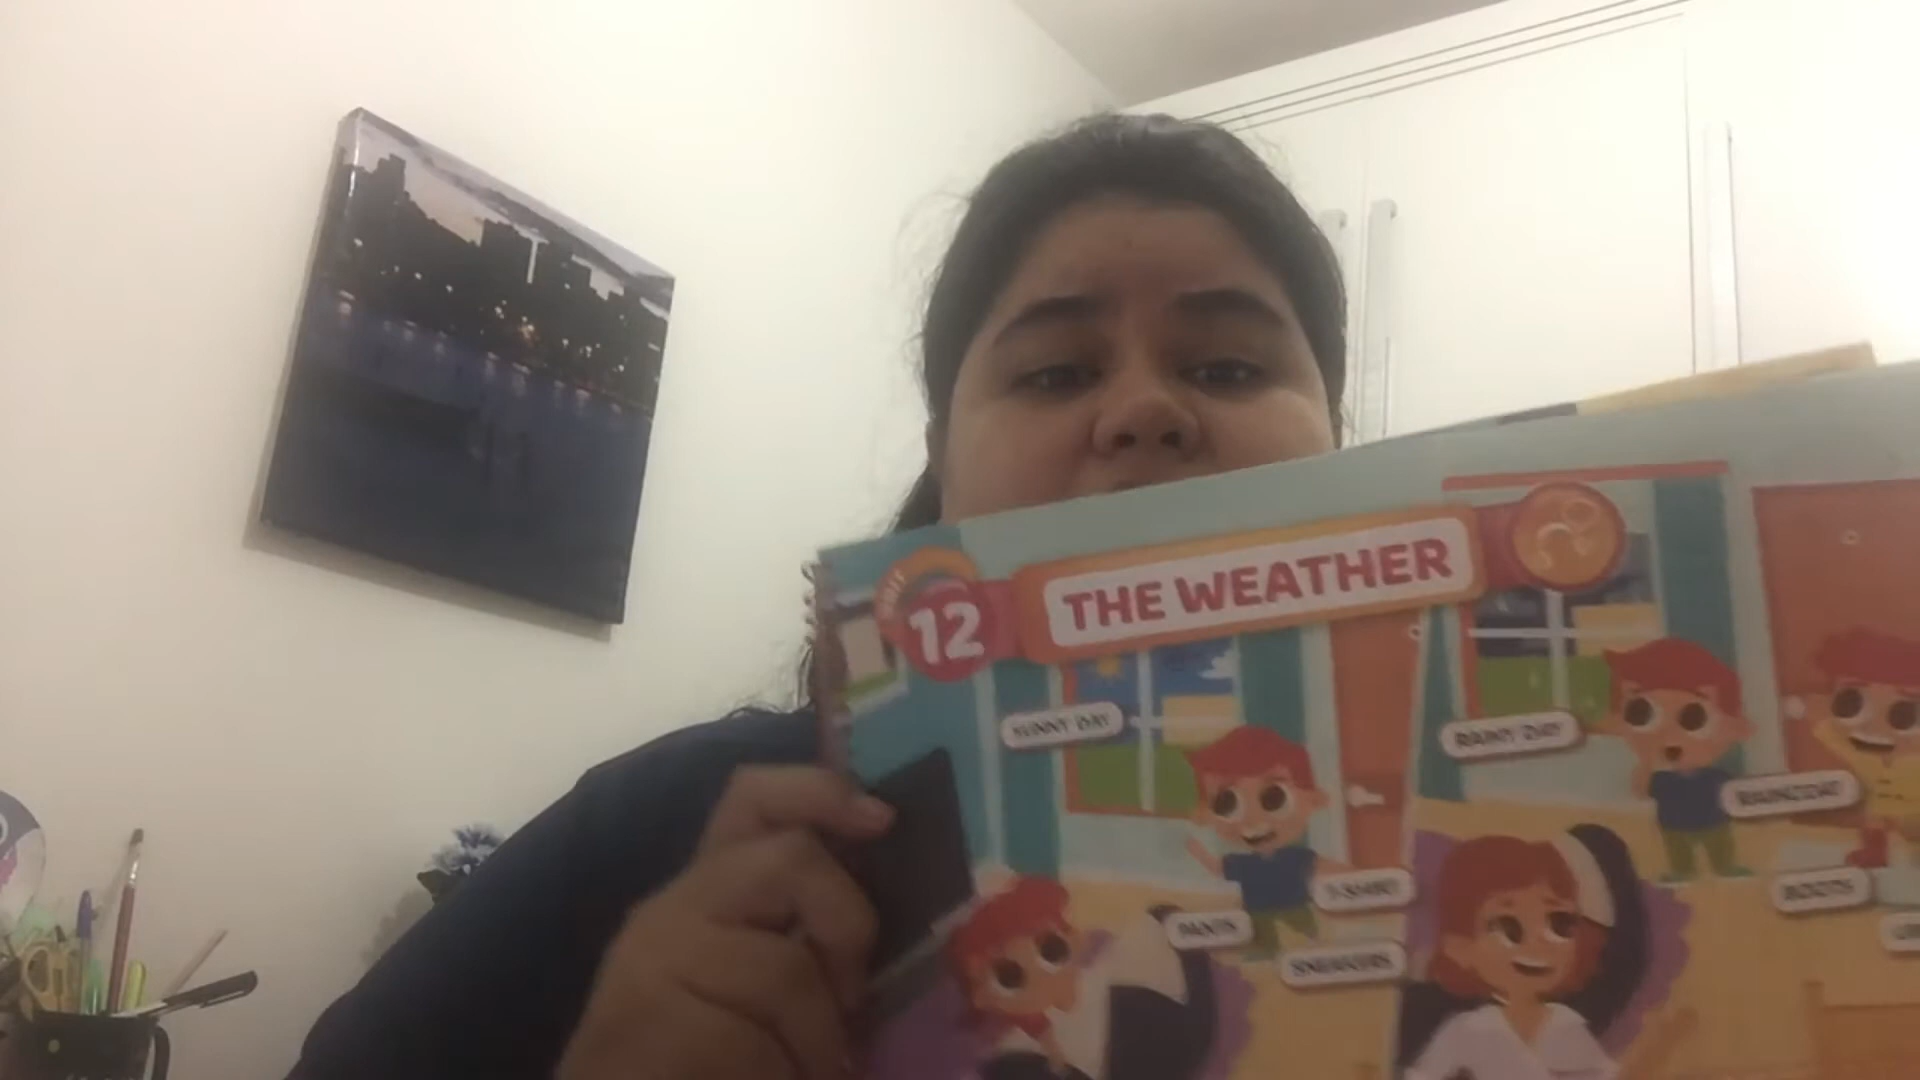 UNIT
12
THE WEATHER
SUNNY DAY
RAINY DAY
RAINCOAT
T-SHIRT
BOOTS
PANTS
SNEAKERS